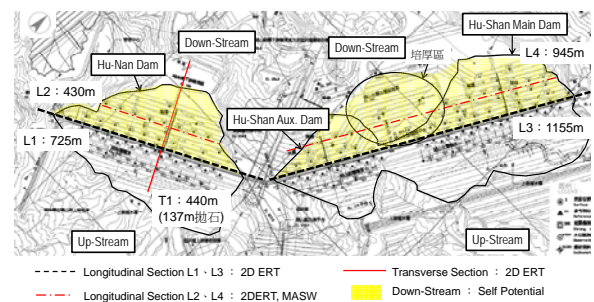 Hu-Shan Main Dam
Down-Stream
Down-Stream
培厚區
L4：945m
Hu-Nan Dam
L2：430m
Hu-Shan Aux. Dam
L1：725m
L3：1155m
T1：440m
(137m拋石)
Up-Stream
Up-Stream
Longitudinal Section L1、L3 ： 2D ERT
Transverse Section ： 2D ERT
Longitudinal Section L2、L4 ： 2DERT, MASW
Down-Stream ： Self Potential